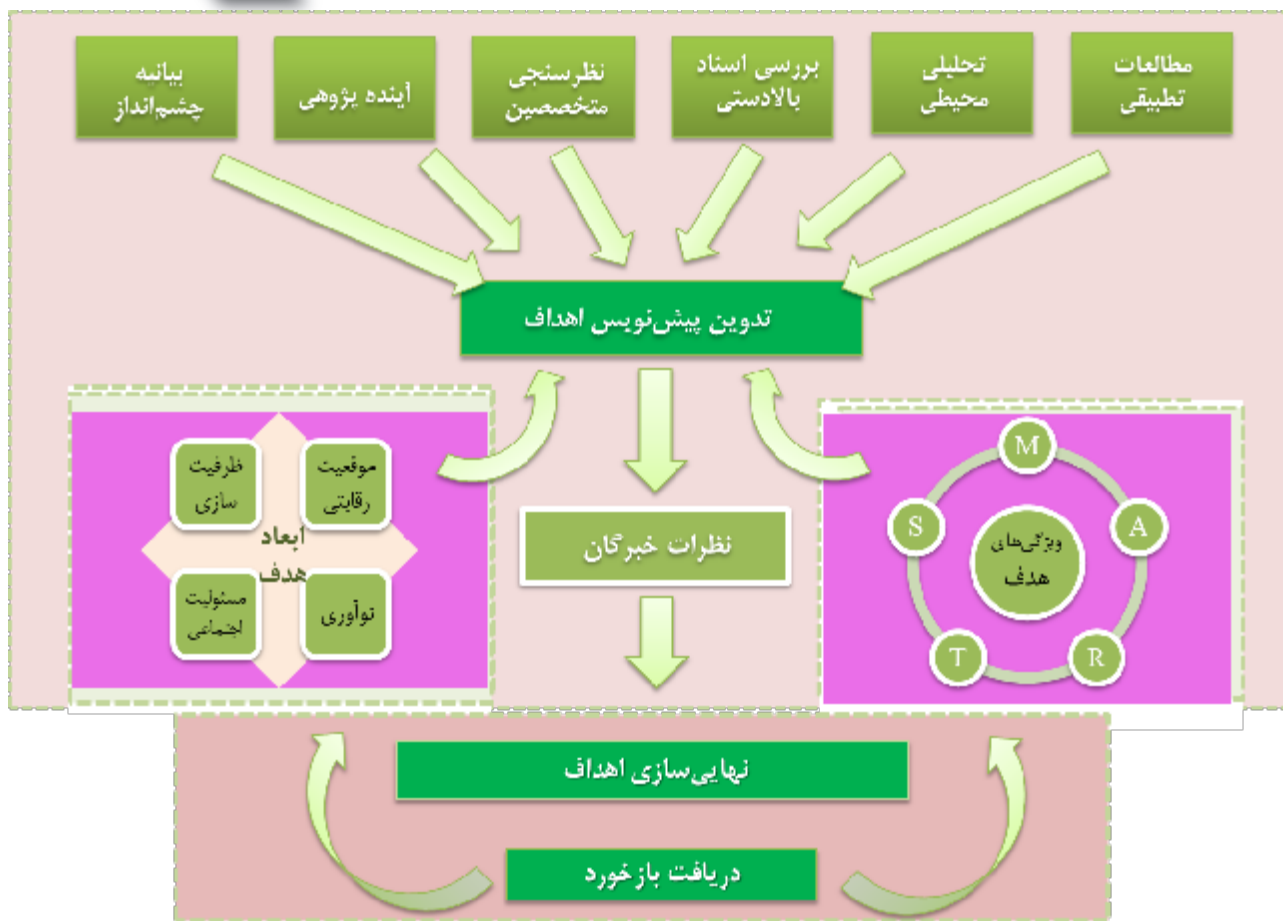 مطالعات
تطبیقی
تحلیلی
محیطی
بررسی اسناد
بالادستی
نظرسنجی
متخصصین
آینده پژوهی
بیانیه
چشم‌انداز
تدوین پیش‌نویس اهداف
M
A
R
T
S
ویژگی‌های
هدف
نظرات خبرگان
موقعیت
رقابتی
ظرفیت
سازی
ابعاد
هدف
نوآوری
مسئولیت
اجتماعی
نهایی‌سازی اهداف
دریافت بازخورد